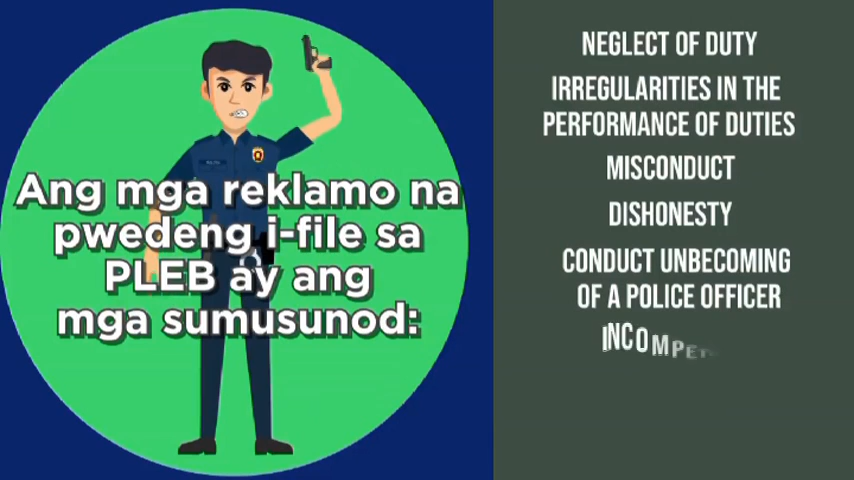 Ang mga reklamo na
pwedeng i-file sa
PLEB ay ang
mga sumusunod:
NEGLECT OF DUTY
IRREGULARITIES IN THE
PERFORMANCE OF DUTIES
MISCONDUCT
DISHONESTY
CONDUCT UNBECOMING
OF A POLICE OFFICER